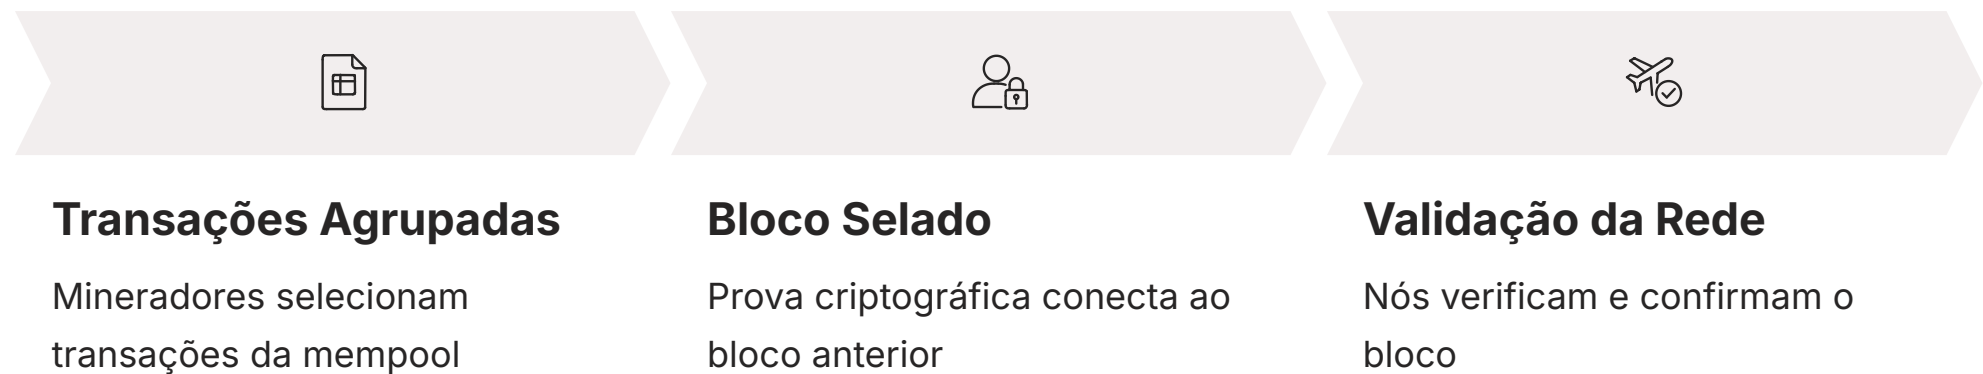 Transações Agrupadas
Mineradores selecionam
transações da mempool
Bloco Selado
Prova criptográfica conecta ao
bloco anterior
Validação da Rede
Nós verificam e confirmam o
bloco